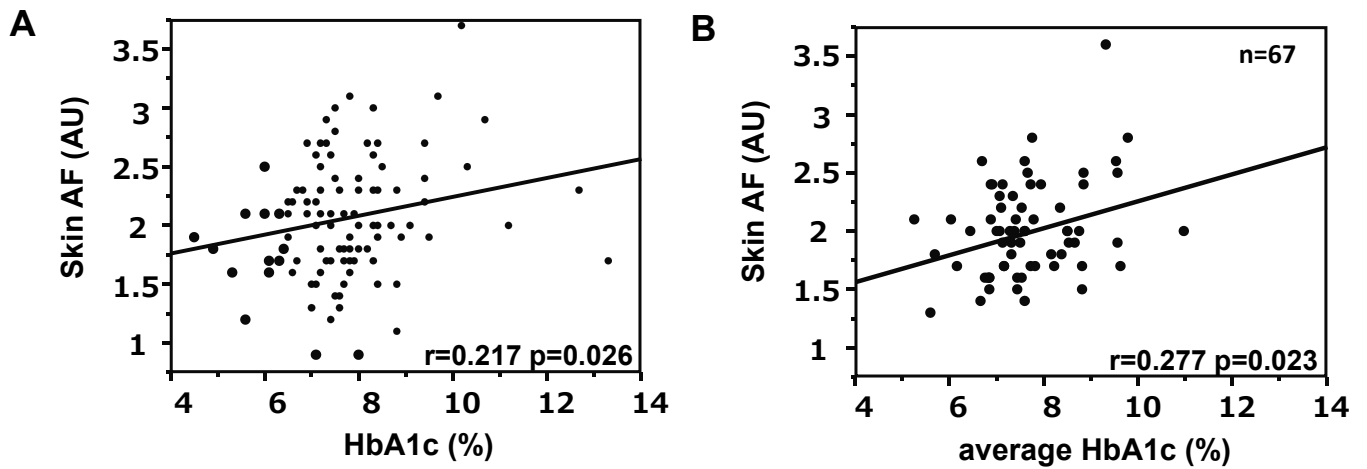 A
Skin AF (AU)
3.5
3
2.5
2
1.5
1
r=0.217 p=0.026
4 6 8 10 12 14
HbA1c (%)
B
Skin AF (AU)
3.5
3
2.5
2
1.5
1
n=67
r=0.277 p=0.023
4 6 8 10 12 14
average HbA1c (%)